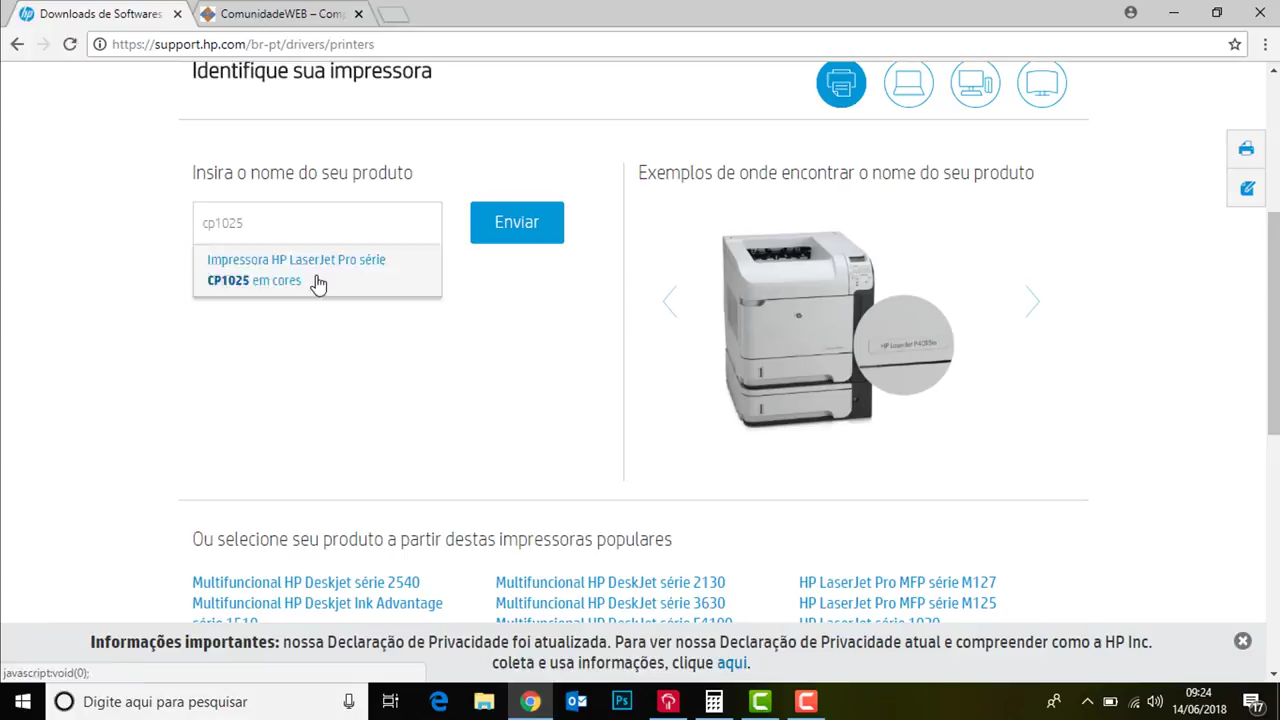 Downloads de Softwares
ComunidadeWEB – Com
https://support.hp.com/br-pt/drivers/printers
Identifique sua impressora
Insira o nome do seu produto
Exemplos de onde encontrar o nome do seu produto
cp1025
Enviar
Impressora HP LaserJet Pro série
CP1025 em cores
Ou selecione seu produto a partir destas impressoras populares
Multifuncional HP Deskjet série 2540
Multifuncional HP DeskJet série 2130
HP LaserJet Pro MFP série M127
Multifuncional HP Deskjet Ink Advantage
Multifuncional HP DeskJet série 3630
HP LaserJet Pro MFP série M125
Informações importantes: nossa Declaração de Privacidade foi atualizada. Para ver nossa Declaração de Privacidade atual e compreender como a HP Inc.
coleta e usa informações, clique aqui.
javascript:void(0);
Digite aqui para pesquisar
Ps
09:24
14/06/2018
17